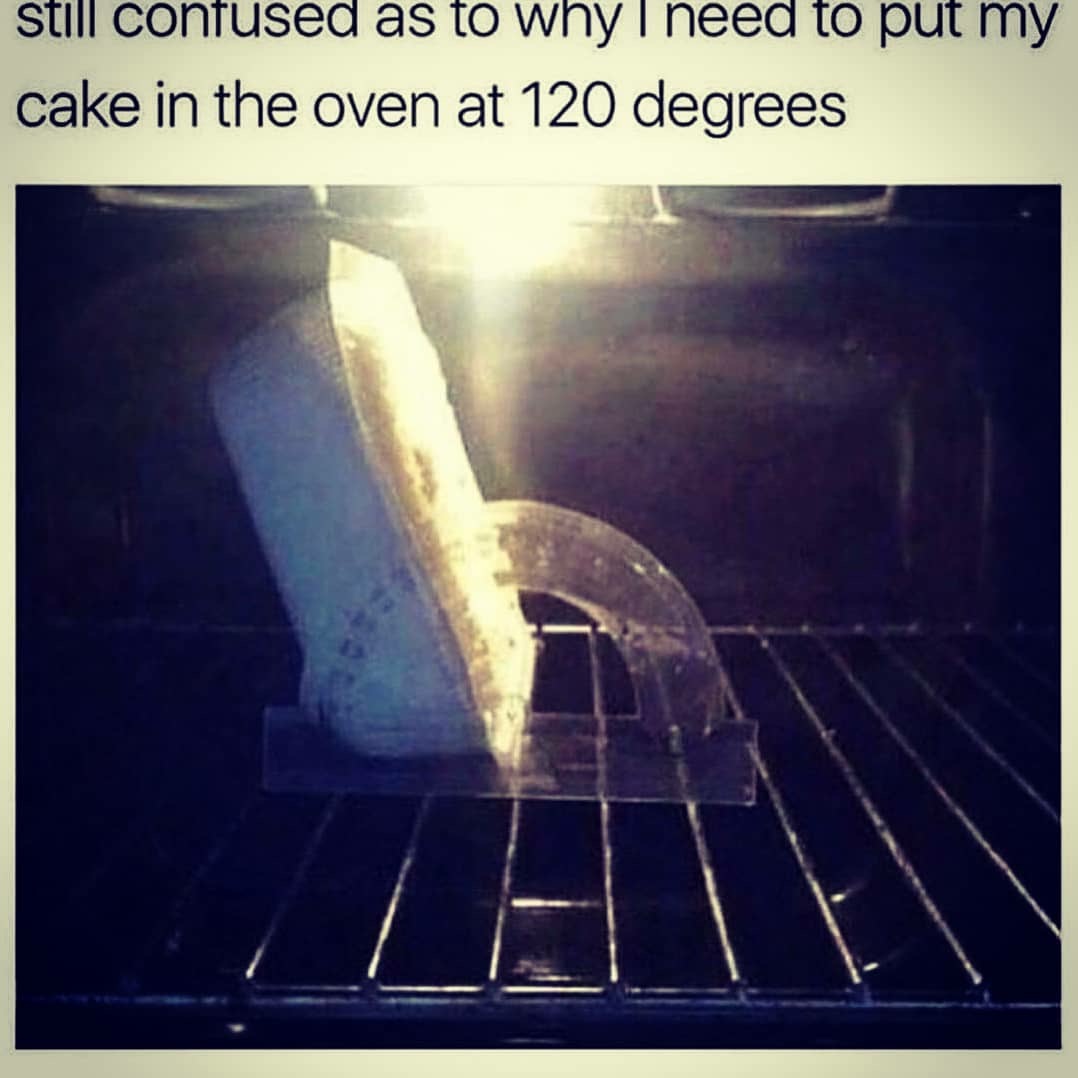 still confused as to why I need to put my
cake in the oven at 120 degrees